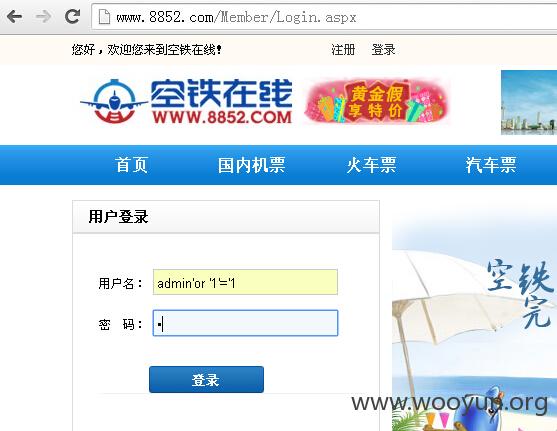 www.8852.com/Member/Login.aspx
您好，欢迎您来到空铁在线！ 注册 登录
空铁在线
WWW.8852.COM
黄金假
享特价
首页 国内机票 火车票 汽车票
用户登录
用户名： admin'or '1'='1
密 码：
登录
空铁
完
www.wooyun.org